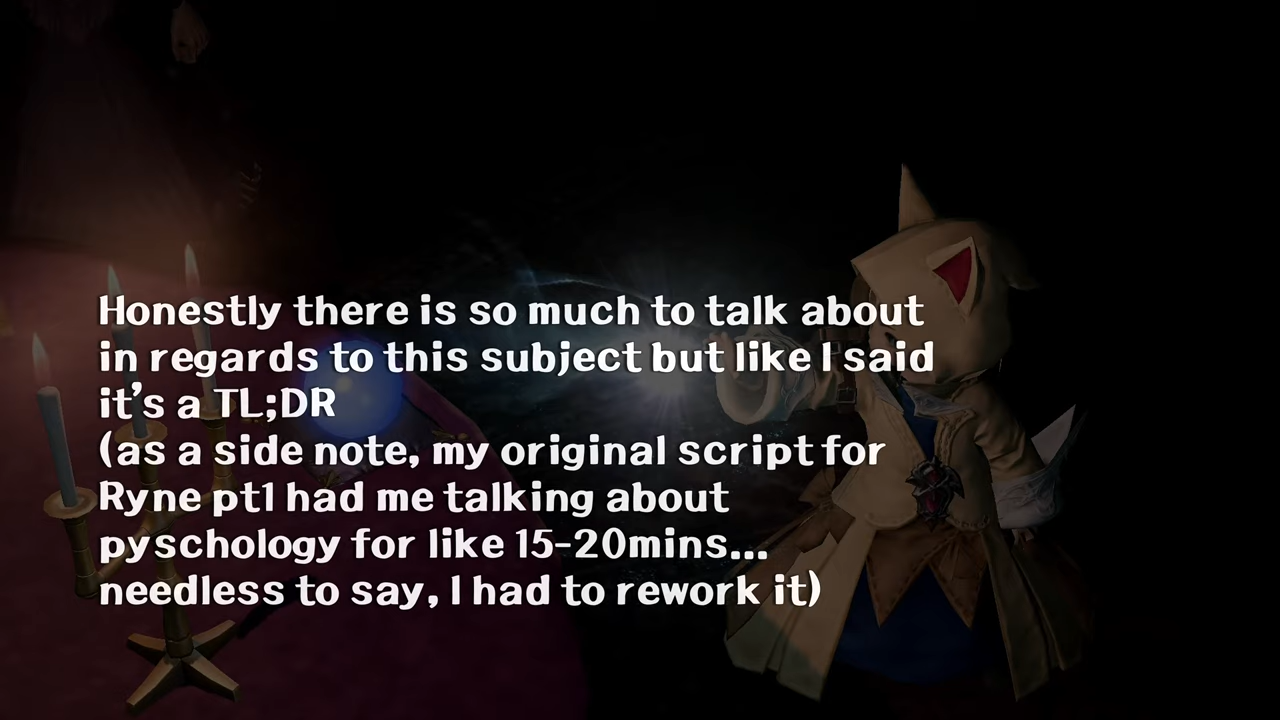 Honestly there is so much to talk about
in regards to this subject but like I said
it's a TL;DR
(as a side note, my original script for
Ryne pt1 had me talking about
pyschology for like 15-20mins...
needless to say, I had to rework it)